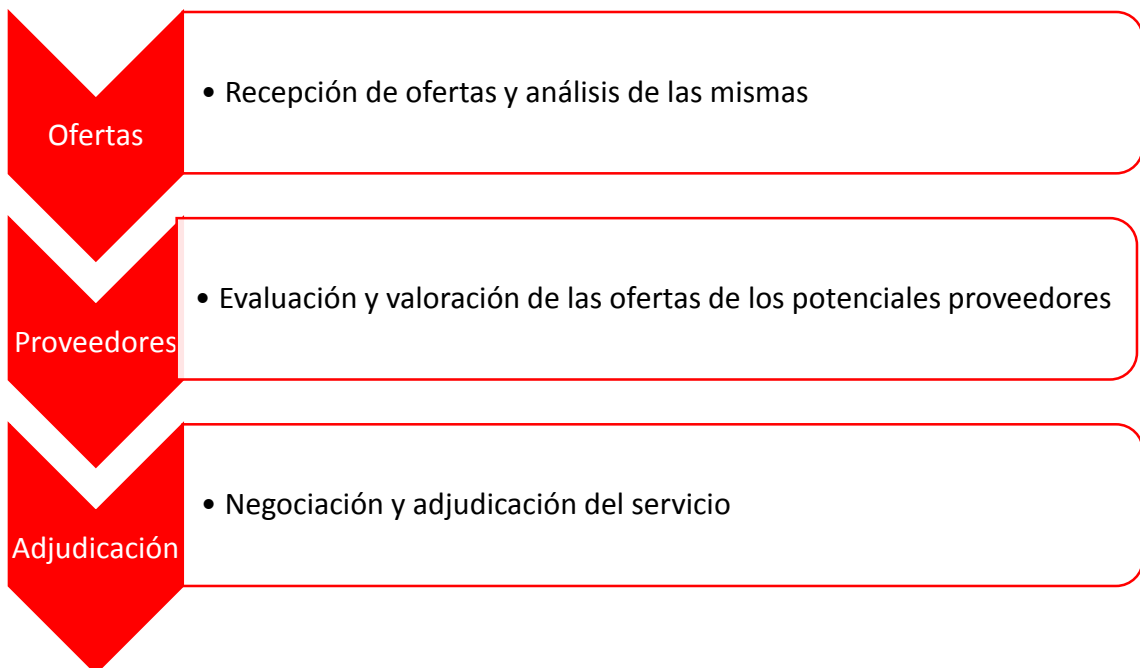 Ofertas
• Recepción de ofertas y análisis de las mismas
Proveedores
• Evaluación y valoración de las ofertas de los potenciales proveedores
Adjudicación
• Negociación y adjudicación del servicio